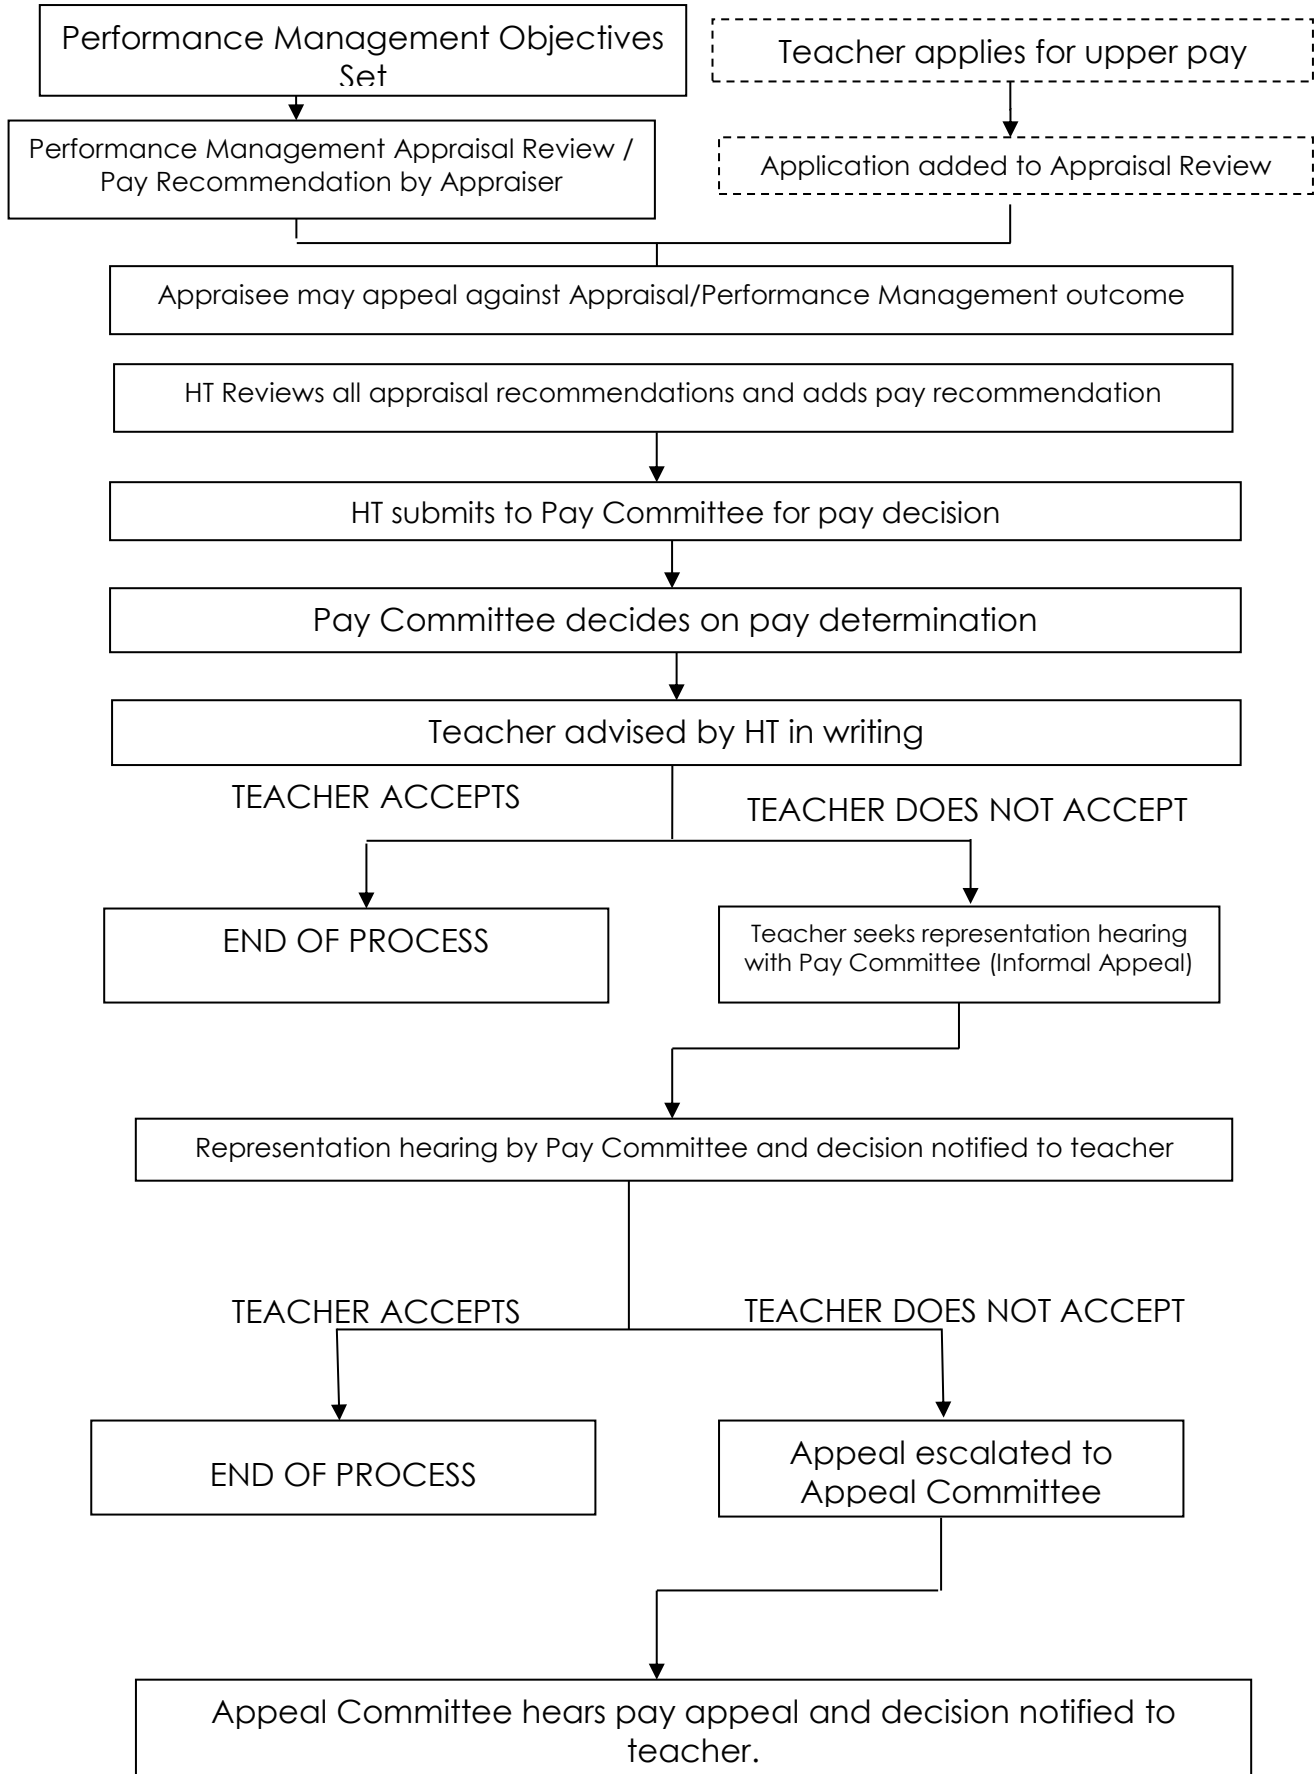 Performance Management Objectives
Set
Teacher applies for upper pay
Performance Management Appraisal Review /
Pay Recommendation by Appraiser
Application added to Appraisal Review
Appraisee may appeal against Appraisal/Performance Management outcome
HT Reviews all appraisal recommendations and adds pay recommendation
HT submits to Pay Committee for pay decision
Pay Committee decides on pay determination
Teacher advised by HT in writing
TEACHER ACCEPTS
TEACHER DOES NOT ACCEPT
END OF PROCESS
Teacher seeks representation hearing
with Pay Committee (Informal Appeal)
Representation hearing by Pay Committee and decision notified to teacher
TEACHER ACCEPTS
TEACHER DOES NOT ACCEPT
END OF PROCESS
Appeal escalated to
Appeal Committee
Appeal Committee hears pay appeal and decision notified to
teacher.